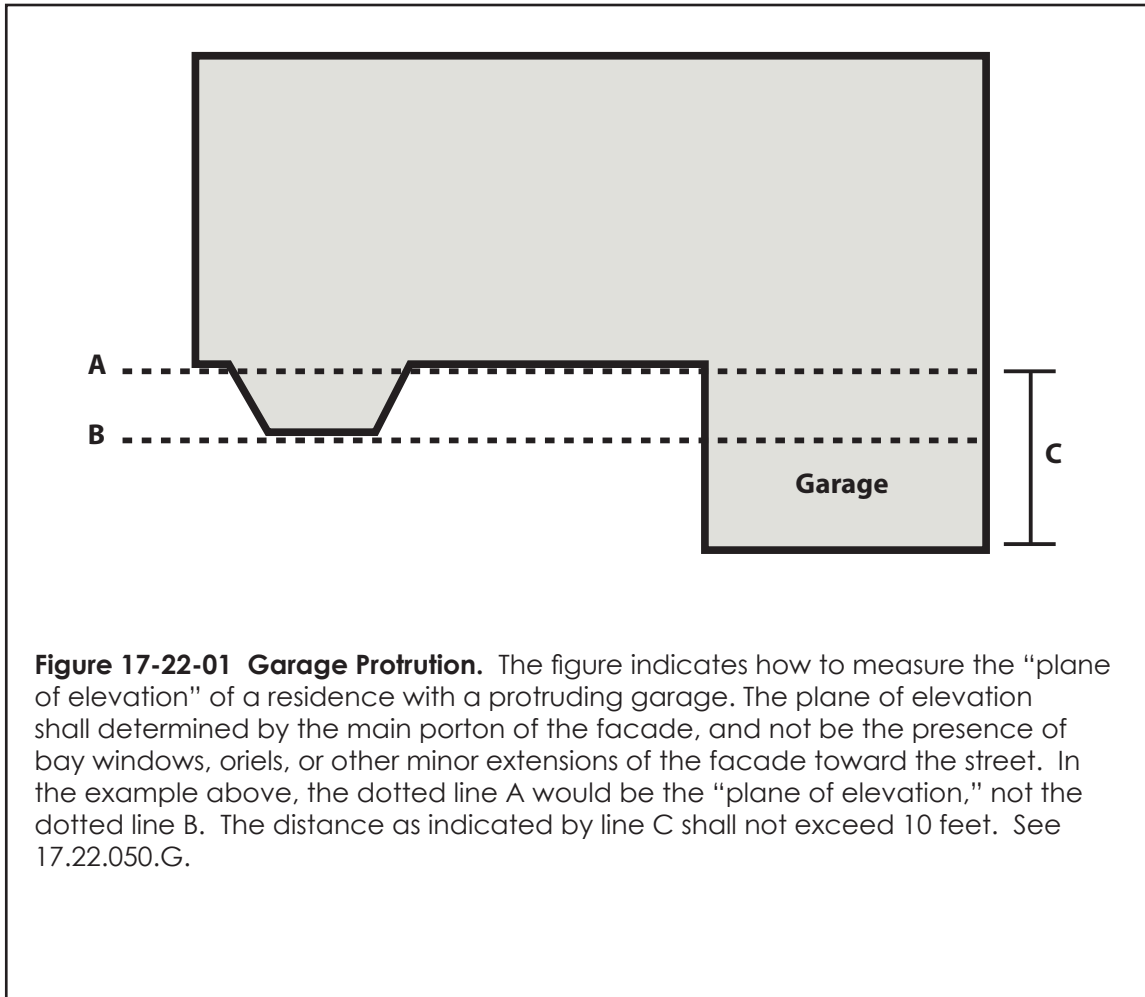 A
B
C
Garage
Figure 17-22-01 Garage Protrution. The figure indicates how to measure the “plane
of elevation” of a residence with a protruding garage. The plane of elevation
shall determined by the main porton of the facade, and not be the presence of
bay windows, oriels, or other minor extensions of the facade toward the street. In
the example above, the dotted line A would be the “plane of elevation,” not the
dotted line B. The distance as indicated by line C shall not exceed 10 feet. See
17.22.050.G.